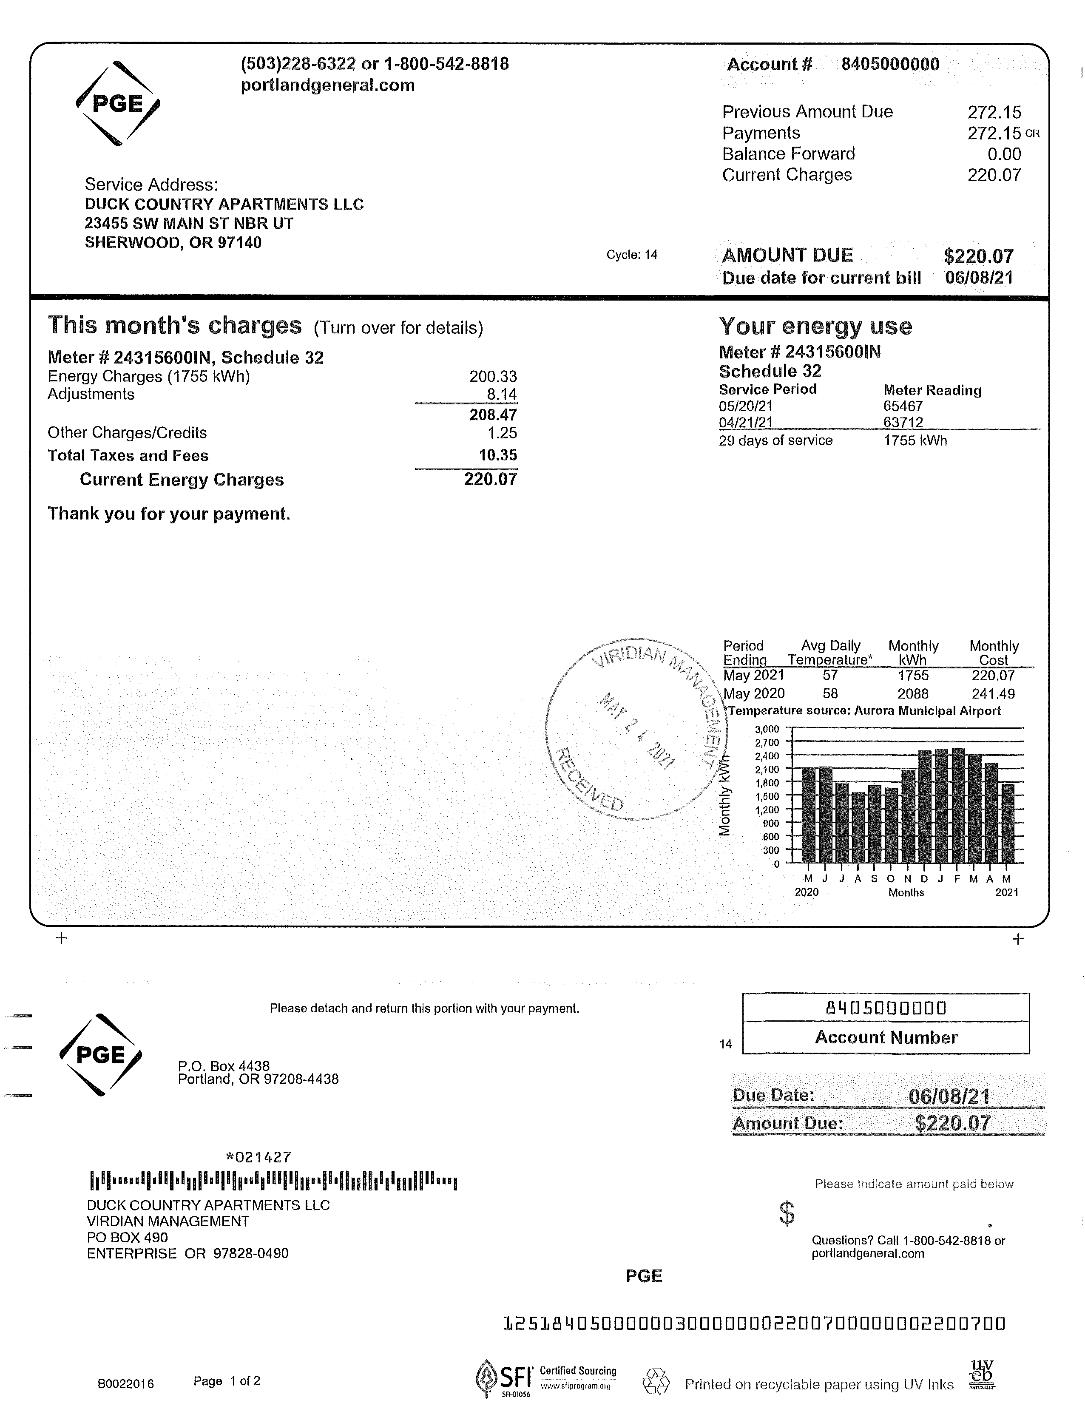 (503)228-6322 or 1-800-542-8818
portlandgeneral.com
PGE
Account # 8405000000
Previous Amount Due 272.15
Payments 272.15 CR
Balance Forward 0.00
Current Charges 220.07
Service Address:
DUCK COUNTRY APARTMENTS LLC
23455 SW MAIN ST NBR UT
SHERWOOD, OR 97140
Cycle: 14
AMOUNT DUE $220.07
Due date for current bill 06/08/21
This month's charges (Turn over for details)
Meter # 24315600IN, Schedule 32
Energy Charges (1755 kWh) 200.33
Adjustments 8.14
208.47
Other Charges/Credits 1.25
Total Taxes and Fees 10.35
Current Energy Charges 220.07
Thank you for your payment.
Your energy use
Meter # 24315600IN
Schedule 32
Service Period Meter Reading
05/20/21 65467
04/21/21 63712
29 days of service 1755 kWh
VIRIDIAN MANAGEMENT
MAY 24 2021
RECEIVED
Period Avg Daily Monthly Monthly
Ending Temperature* kWh Cost
May 2021 57 1755 220.07
May 2020 58 2088 241.49
*Temperature source: Aurora Municipal Airport
Monthly kWh
3,000
2,700
2,400
2,100
1,800
1,500
1,200
900
600
300
0
M J J A S O N D J F M A M
2020 Months 2021
Please detach and return this portion with your payment.
8405000000
14 Account Number
PGE
P.O. Box 4438
Portland, OR 97208-4438
Due Date: 06/08/21
Amount Due: $220.07
*021427
DUCK COUNTRY APARTMENTS LLC
VIRDIAN MANAGEMENT
PO BOX 490
ENTERPRISE OR 97828-0490
Please indicate amount paid below
$ .
Questions? Call 1-800-542-8818 or
portlandgeneral.com
PGE
125184050000003000000022007000000002200700
B0022016 Page 1 of 2
SFI Certified Sourcing
www.sfiprogram.org
SFI-01056
Printed on recyclable paper using UV Inks